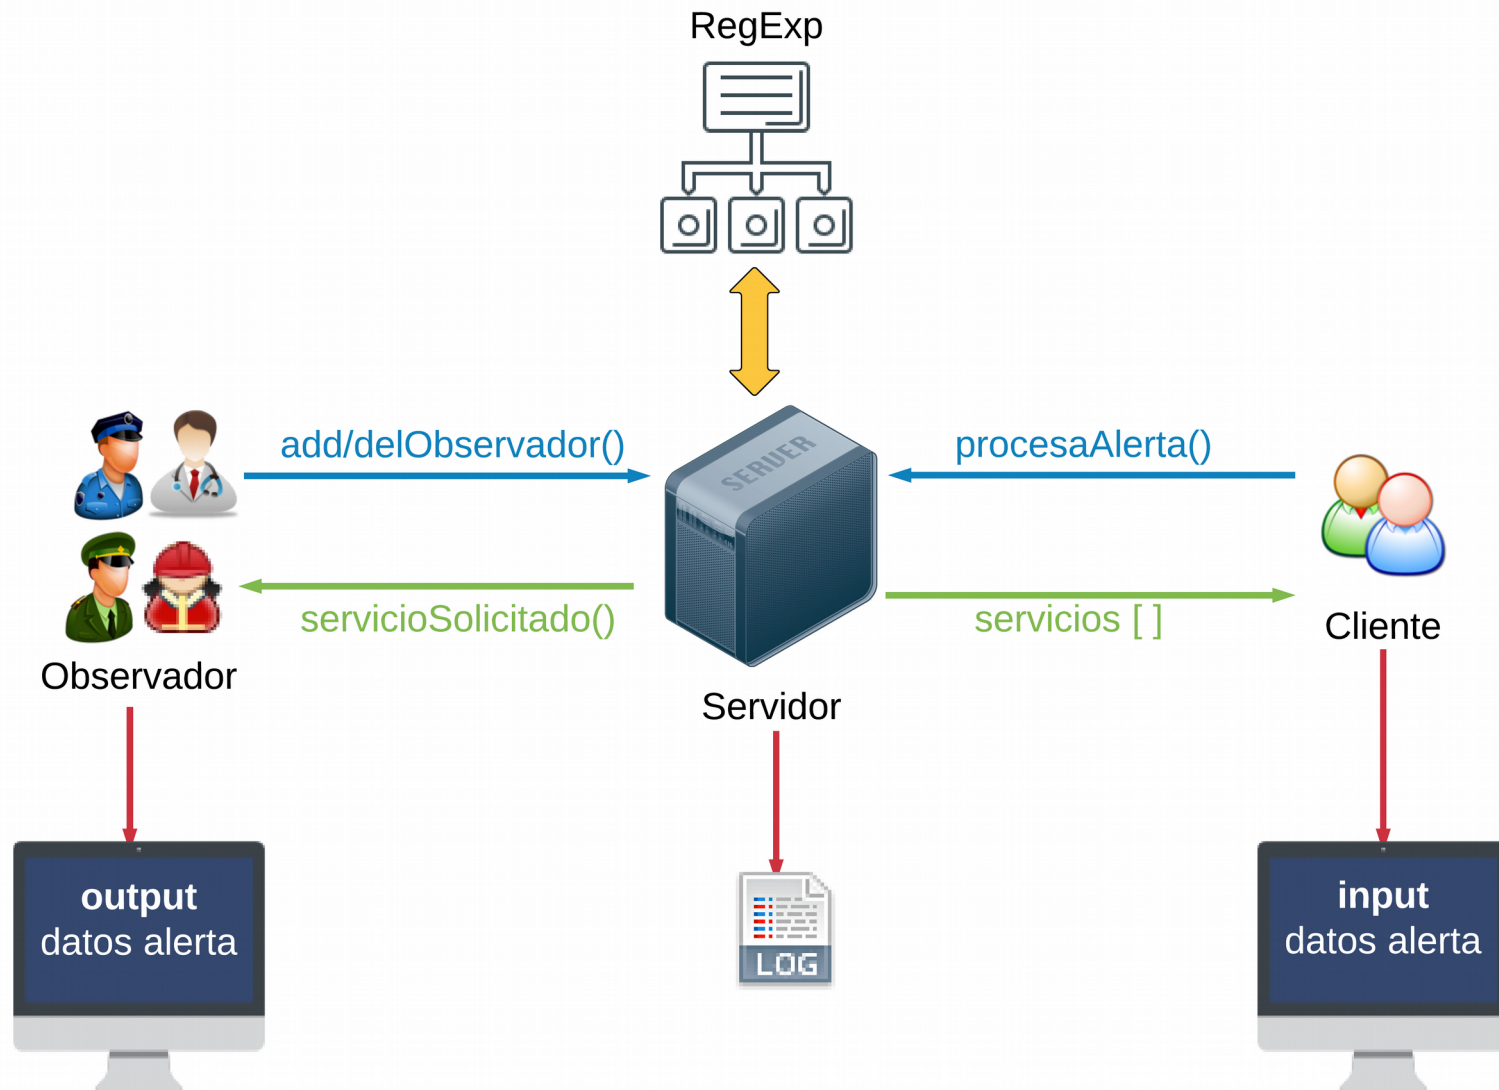 RegExp
add/delObservador()
SERVER
procesaAlerta()
servicioSolicitado()
servicios [ ]
Cliente
Observador
Servidor
output
datos alerta
LOG
input
datos alerta